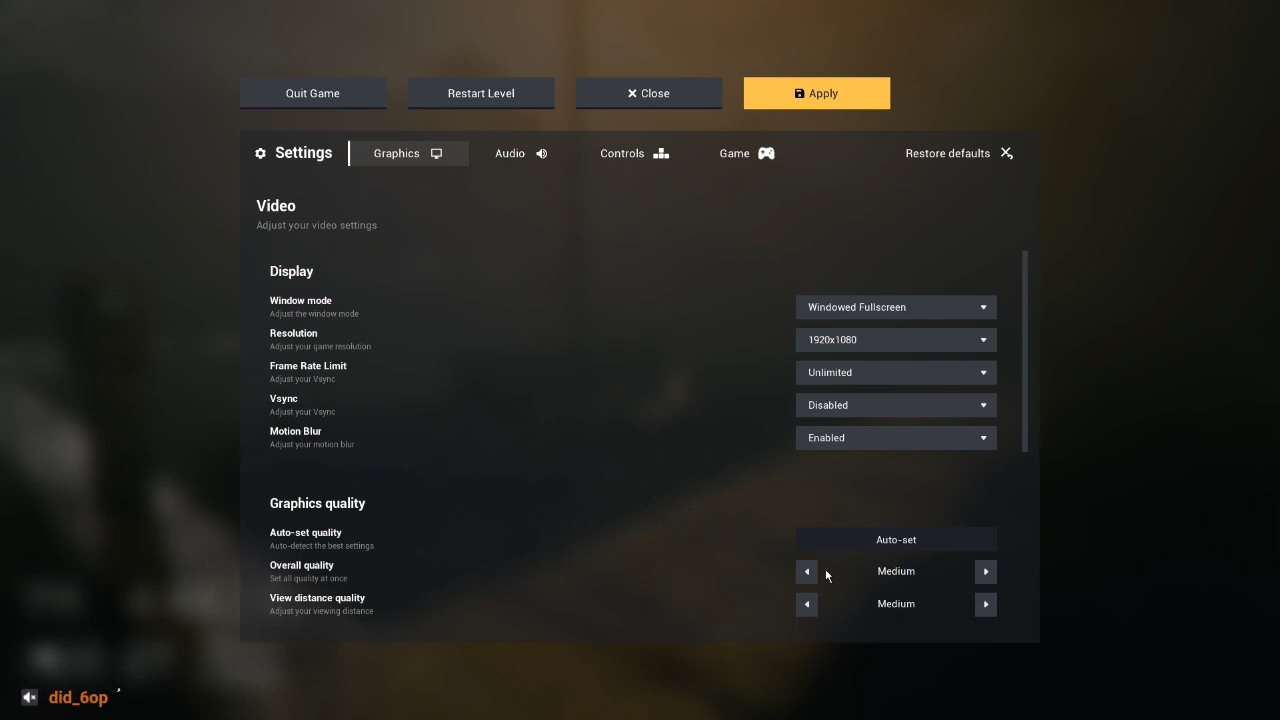 Quit Game
Restart Level
Close
Apply
Settings
Graphics
Audio
Controls
Game
Restore defaults
Video
Adjust your video settings
Display
Window mode
Adjust the window mode
Windowed Fullscreen
Resolution
Adjust your game resolution
1920x1080
Frame Rate Limit
Adjust your Vsync
Unlimited
Vsync
Adjust your Vsync
Disabled
Motion Blur
Adjust your motion blur
Enabled
Graphics quality
Auto-set quality
Auto-detect the best settings
Auto-set
Overall quality
Set all quality at once
Medium
View distance quality
Adjust your viewing distance
Medium
did_6op